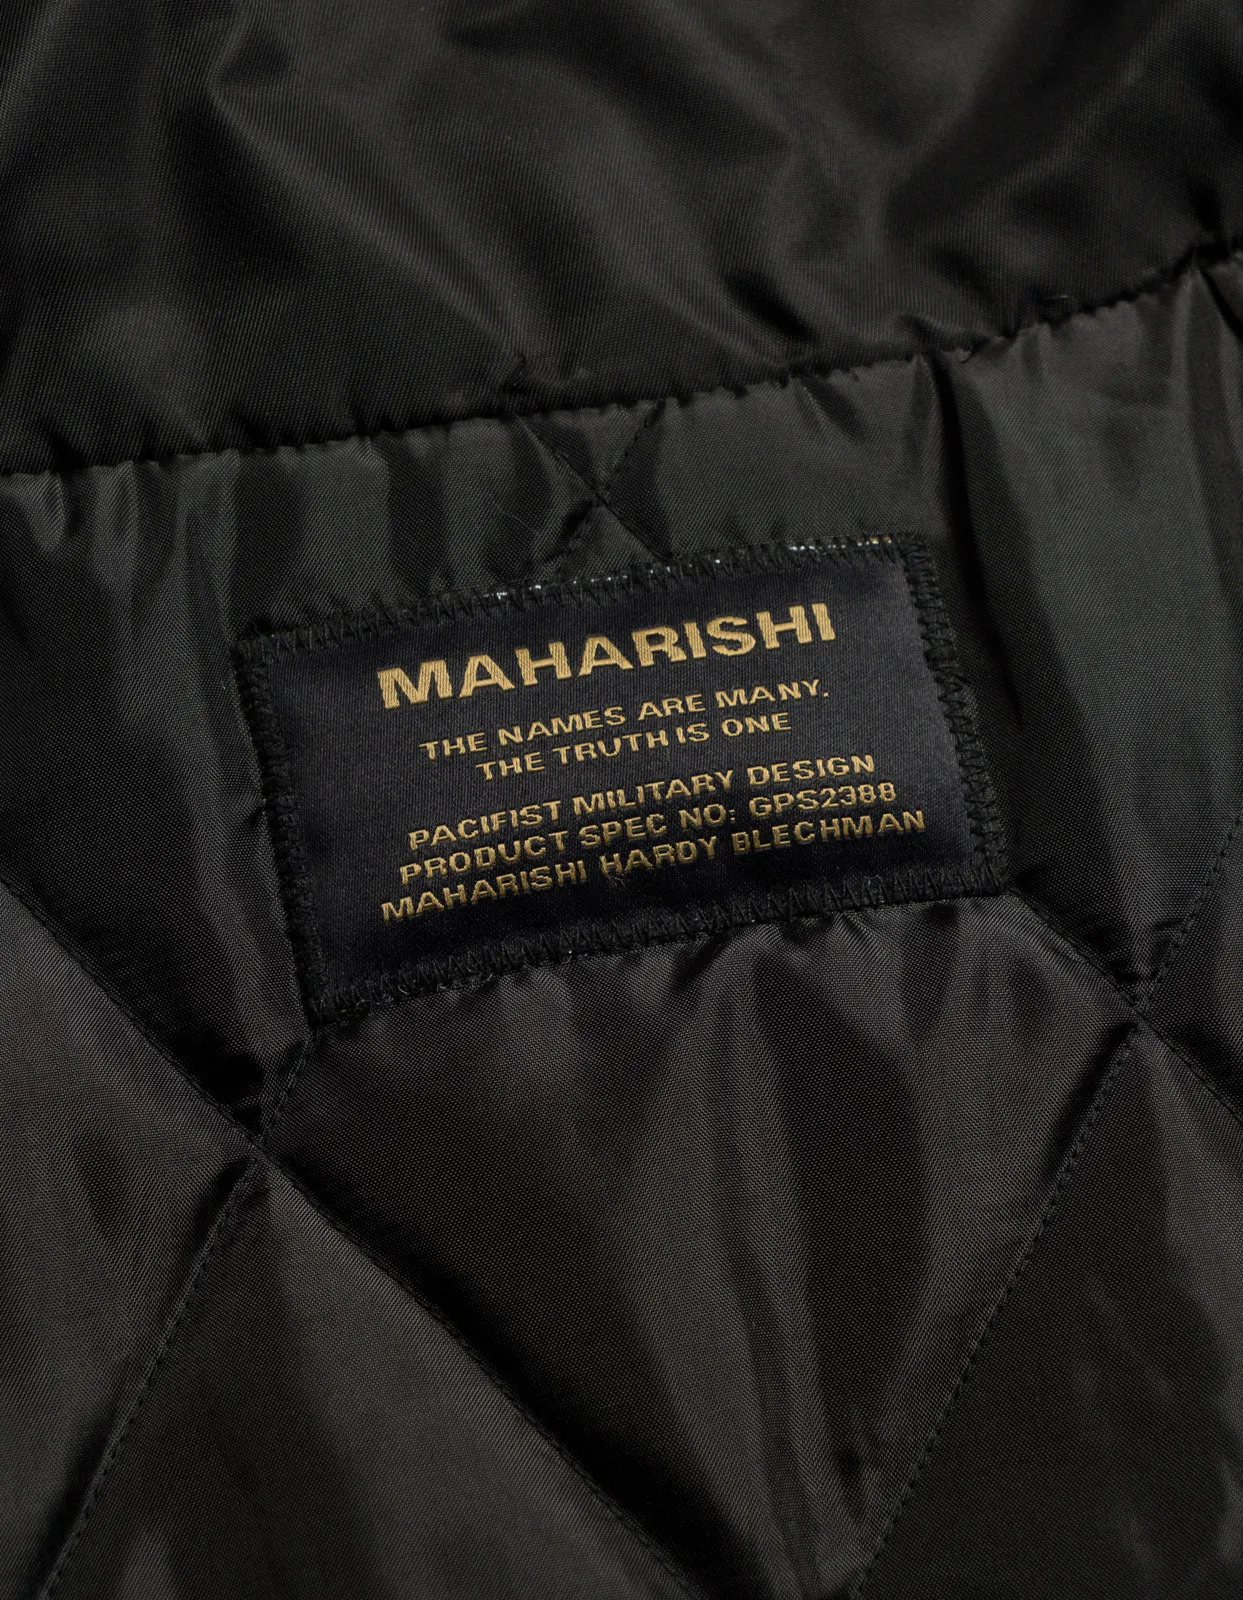 MAHARISHI
THE NAMES ARE MANY.
THE TRUTH IS ONE
PACIFIST MILITARY DESIGN
PRODUCT SPEC NO: GPS2388
MAHARISHI HARDY BLECHMAN